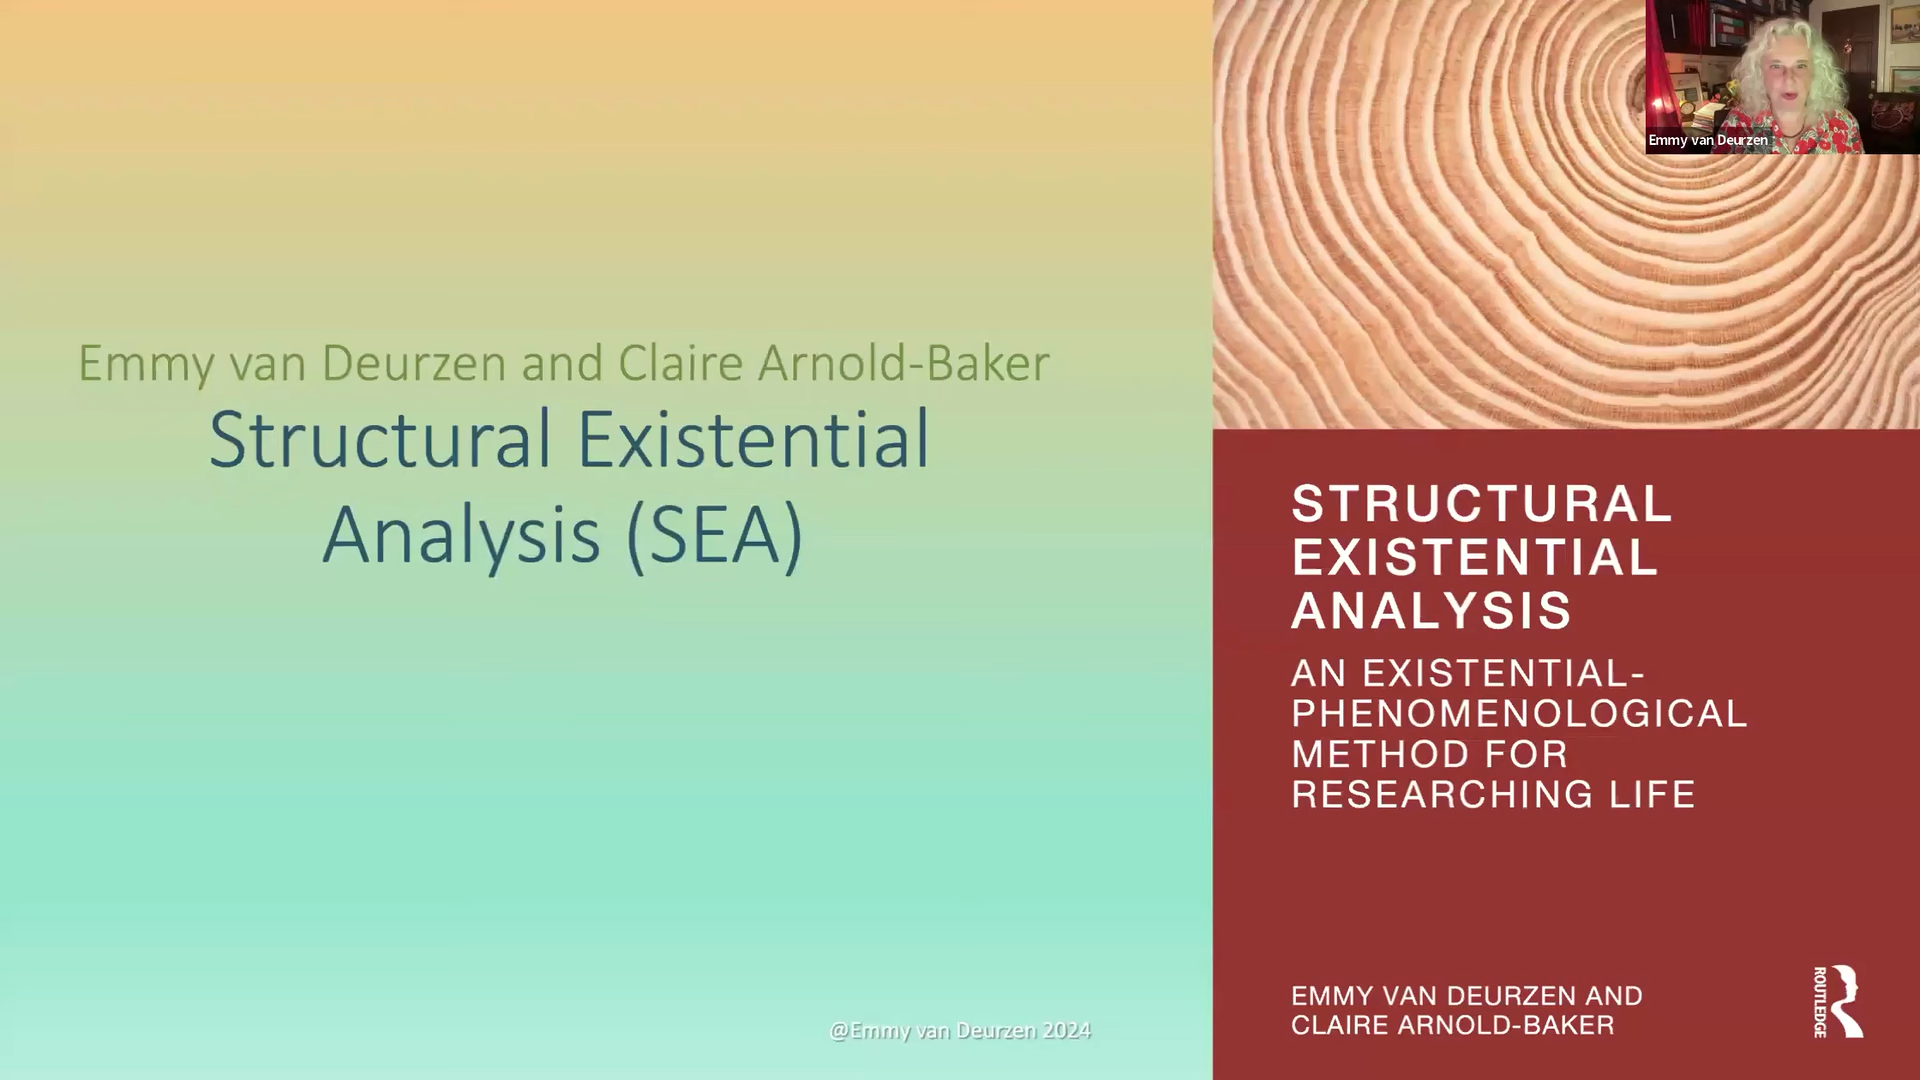 Emmy van Deurzen and Claire Arnold-Baker
Structural Existential
Analysis (SEA)
@Emmy van Deurzen 2024
Emmy van Deurzen
STRUCTURAL
EXISTENTIAL
ANALYSIS
AN EXISTENTIAL-
PHENOMENOLOGICAL
METHOD FOR
RESEARCHING LIFE
EMMY VAN DEURZEN AND
CLAIRE ARNOLD-BAKER
ROUTLEDGE